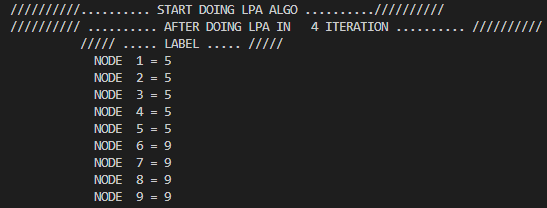 //////////.......... START DOING LPA ALGO ..........//////////
////////// .......... AFTER DOING LPA IN   4 ITERATION .......... //////////
///// ..... LABEL ..... /////
NODE  1 = 5
NODE  2 = 5
NODE  3 = 5
NODE  4 = 5
NODE  5 = 5
NODE  6 = 9
NODE  7 = 9
NODE  8 = 9
NODE  9 = 9